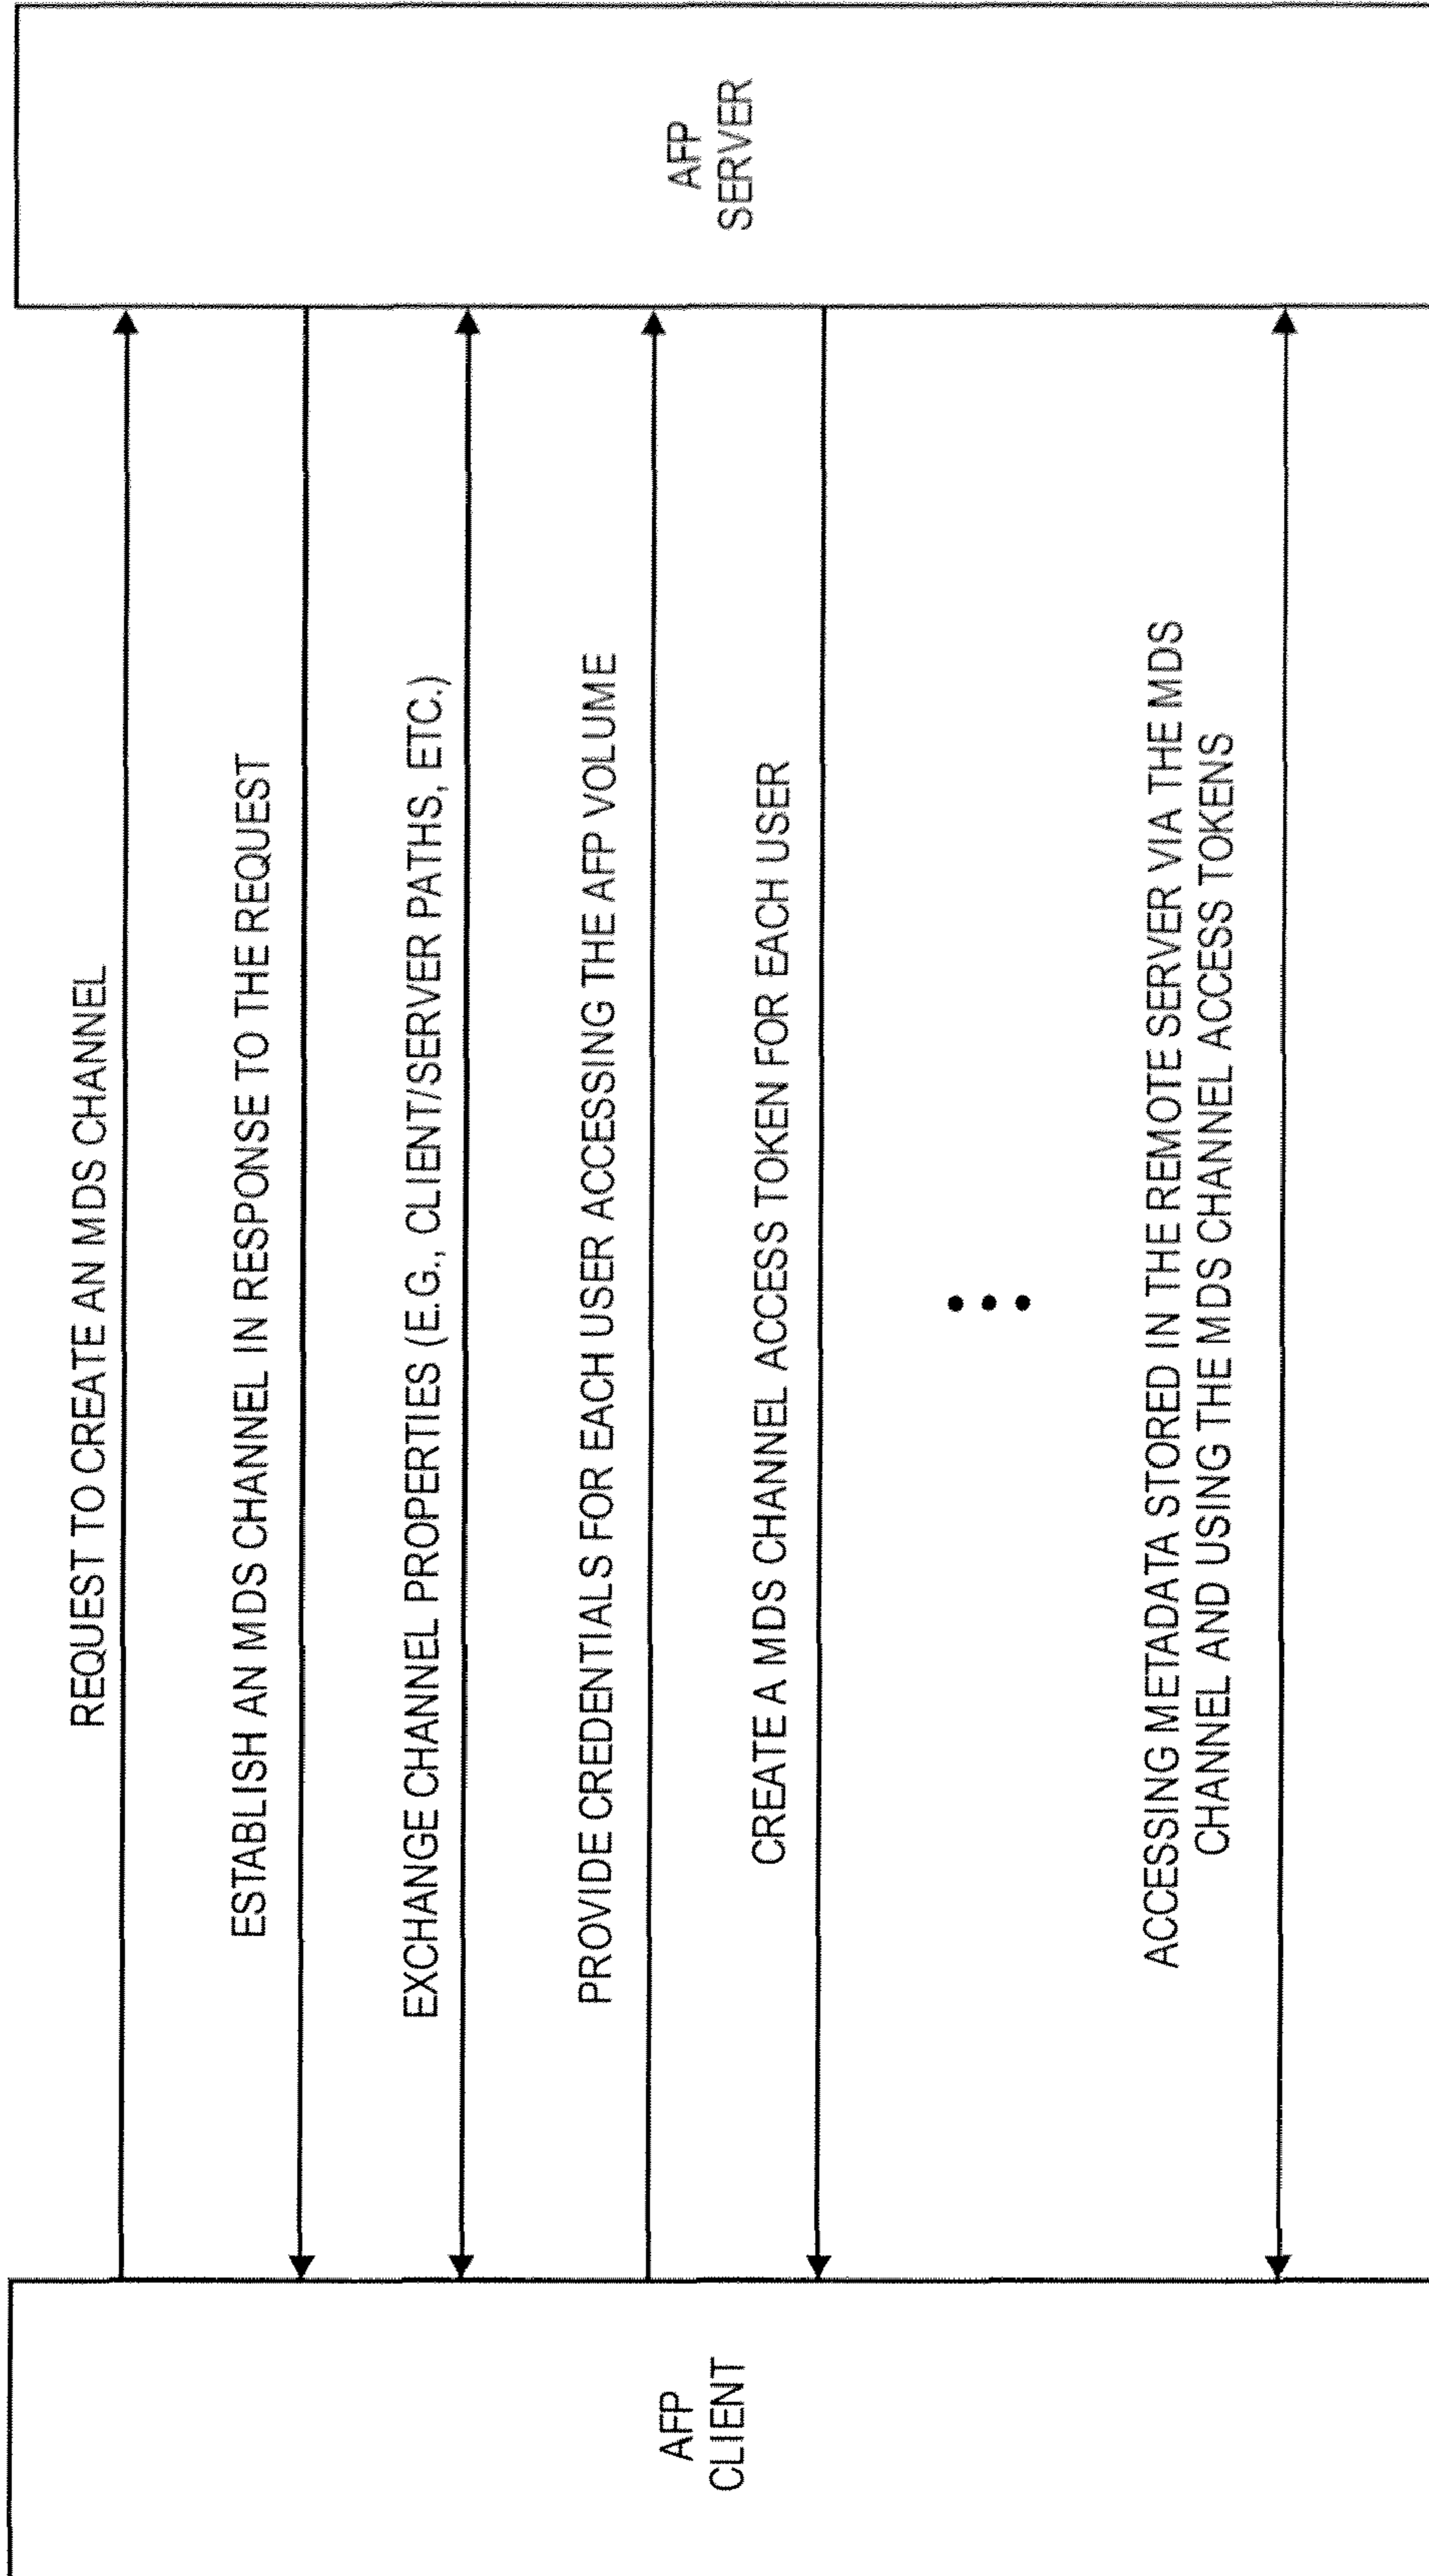 AFP
CLIENT
AFP
SERVER
REQUEST TO CREATE AN MDS CHANNEL
ESTABLISH AN MDS CHANNEL IN RESPONSE TO THE REQUEST
EXCHANGE CHANNEL PROPERTIES (E.G., CLIENT/SERVER PATHS, ETC.)
PROVIDE CREDENTIALS FOR EACH USER ACCESSING THE AFP VOLUME
CREATE A MDS CHANNEL ACCESS TOKEN FOR EACH USER
ACCESSING METADATA STORED IN THE REMOTE SERVER VIA THE MDS
CHANNEL AND USING THE MDS CHANNEL ACCESS TOKENS